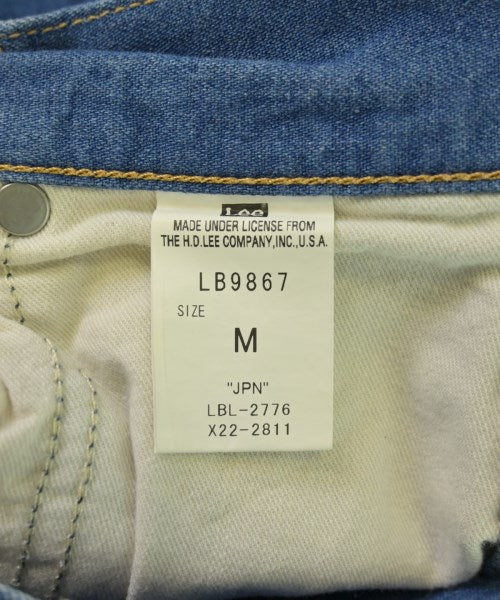 Lee
MADE UNDER LICENSE FROM
THE H.D.LEE COMPANY,INC.,U.S.A.
LB9867
SIZE
M
"JPN"
LBL-2776
X22-2811